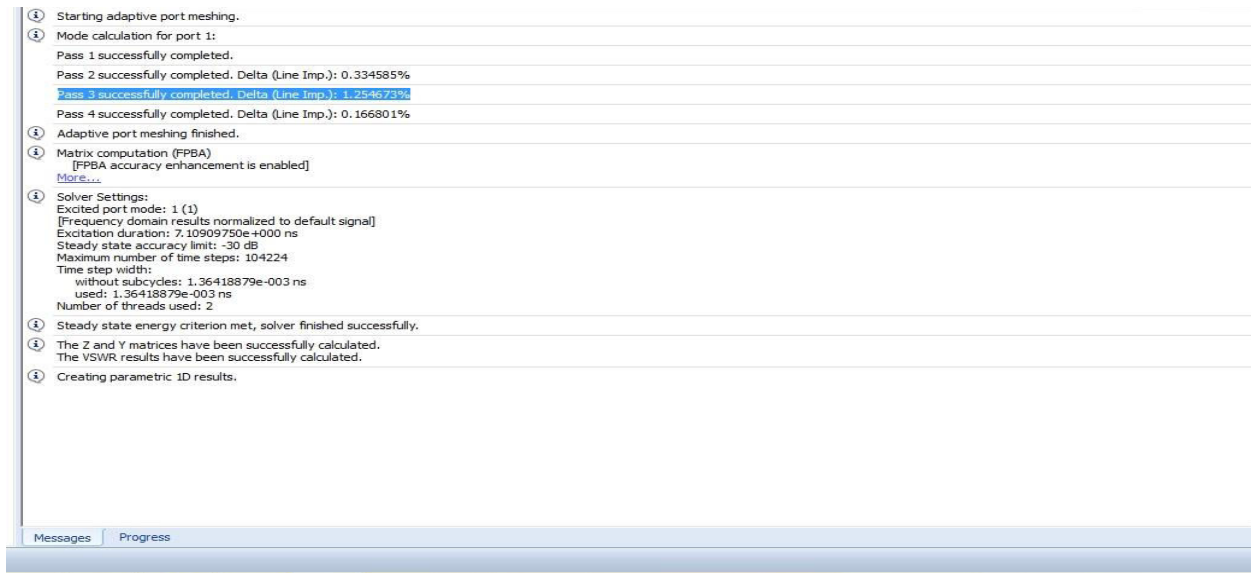 Starting adaptive port meshing.
Mode calculation for port 1:
Pass 1 successfully completed.
Pass 2 successfully completed. Delta (Line Imp.): 0.334585%
Pass 3 successfully completed. Delta (Line Imp.): 1.254673%
Pass 4 successfully completed. Delta (Line Imp.): 0.166801%
Adaptive port meshing finished.
Matrix computation (FPBA)
[FPBA accuracy enhancement is enabled]
More...
Solver Settings:
Excited port mode: 1 (1)
[Frequency domain results normalized to default signal]
Excitation duration: 7.10909750e+000 ns
Steady state accuracy limit: -30 dB
Maximum number of time steps: 104224
Time step width:
without subcycles: 1.36418879e-003 ns
used: 1.36418879e-003 ns
Number of threads used: 2
Steady state energy criterion met, solver finished successfully.
The Z and Y matrices have been successfully calculated.
The VSWR results have been successfully calculated.
Creating parametric 1D results.
Messages Progress